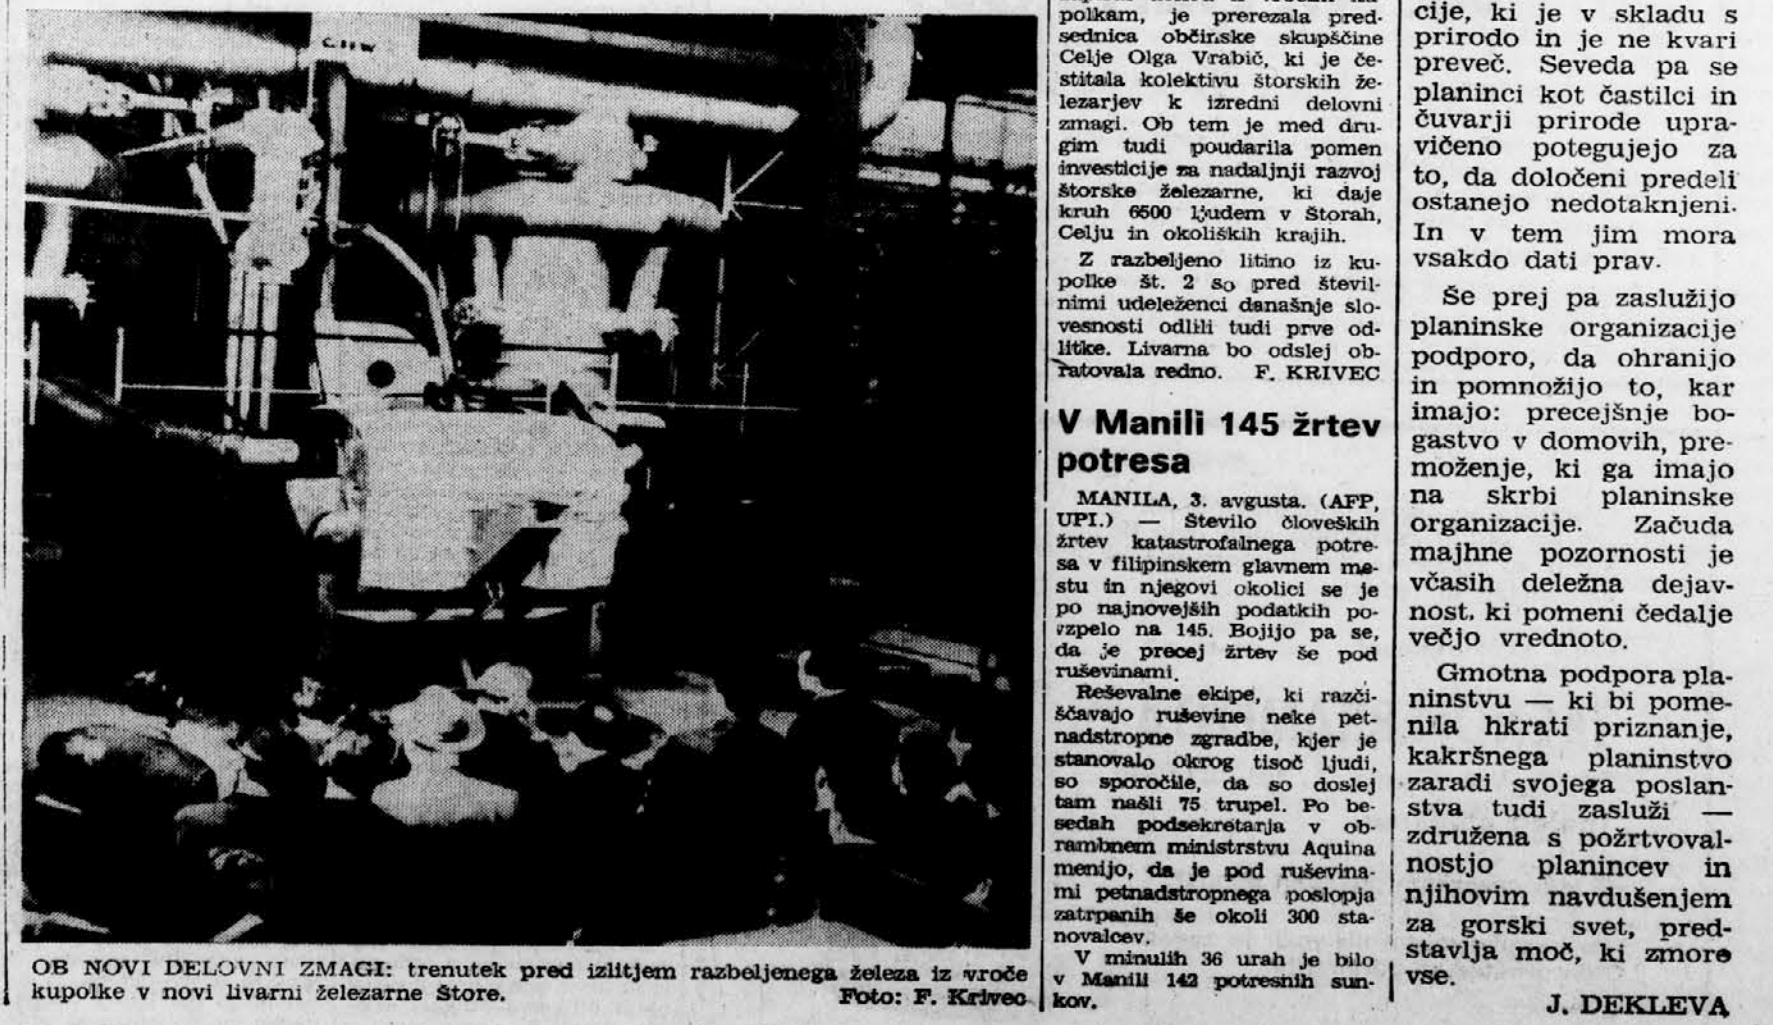 OB NOVI DELOVNI ZMAGI: trenutek pred izlitjem razbeljenega železa iz vroče
kupolke v novi livarni železarne Štore. Foto: F. Krivec
polkam, je prerezala pred-
sednica občinske skupščine
Celje Olga Vrabič, ki je če-
stitala kolektivu štorskih že-
lezarjev k izredni delovni
zmagi. Ob tem je med dru-
gim tudi poudarila pomen
investicije za nadaljnji razvoj
štorske železarne, ki daje
kruh 6500 ljudem v Štorah,
Celju in okoliških krajih.
Z razbeljeno litino iz ku-
polke št. 2 so pred števil-
nimi udeleženci današnje slo-
vesnosti odlili tudi prve od-
litke. Livarna bo odslej ob-
ratovala redno. F. KRIVEC
V Manili 145 žrtev
potresa
MANILA, 3. avgusta. (AFP,
UPI.) — Število človeških
žrtev katastrofalnega potre-
sa v filipinskem glavnem me-
stu in njegovi okolici se je
po najnovejših podatkih po-
vzpelo na 145. Bojijo pa se,
da je precej žrtev še pod
ruševinami.
Reševalne ekipe, ki razči-
ščavajo ruševine neke pet-
nadstropne zgradbe, kjer je
stanovalo okrog tisoč ljudi,
so sporočile, da so doslej
tam našli 75 trupel. Po be-
sedah podsekretarja v ob-
rambnem ministrstvu Aquina
menijo, da je pod ruševina-
mi petnadstropnega poslopja
zatrpanih še okoli 300 sta-
novalcev.
V minulih 36 urah je bilo
v Manili 142 potresnih sun-
kov.
cije, ki je v skladu s
prirodo in je ne kvari
preveč. Seveda pa se
planinci kot častilci in
čuvarji prirode upra-
vičeno potegujejo za
to, da določeni predeli
ostanejo nedotaknjeni.
In v tem jim mora
vsakdo dati prav.
Še prej pa zaslužijo
planinske organizacije
podporo, da ohranijo
in pomnožijo to, kar
imajo: precejšnje bo-
gastvo v domovih, pre-
moženje, ki ga imajo
na skrbi planinske
organizacije. Začuda
majhne pozornosti je
včasih deležna dejav-
nost, ki pomeni čedalje
večjo vrednoto.
Gmotna podpora pla-
ninstvu — ki bi pome-
nila hkrati priznanje,
kakršnega planinstvo
zaradi svojega poslan-
stva tudi zasluži —
združena s požrtvoval-
nostjo planincev in
njihovim navdušenjem
za gorski svet, pred-
stavlja moč, ki zmore
vse.
J. DEKLEVA